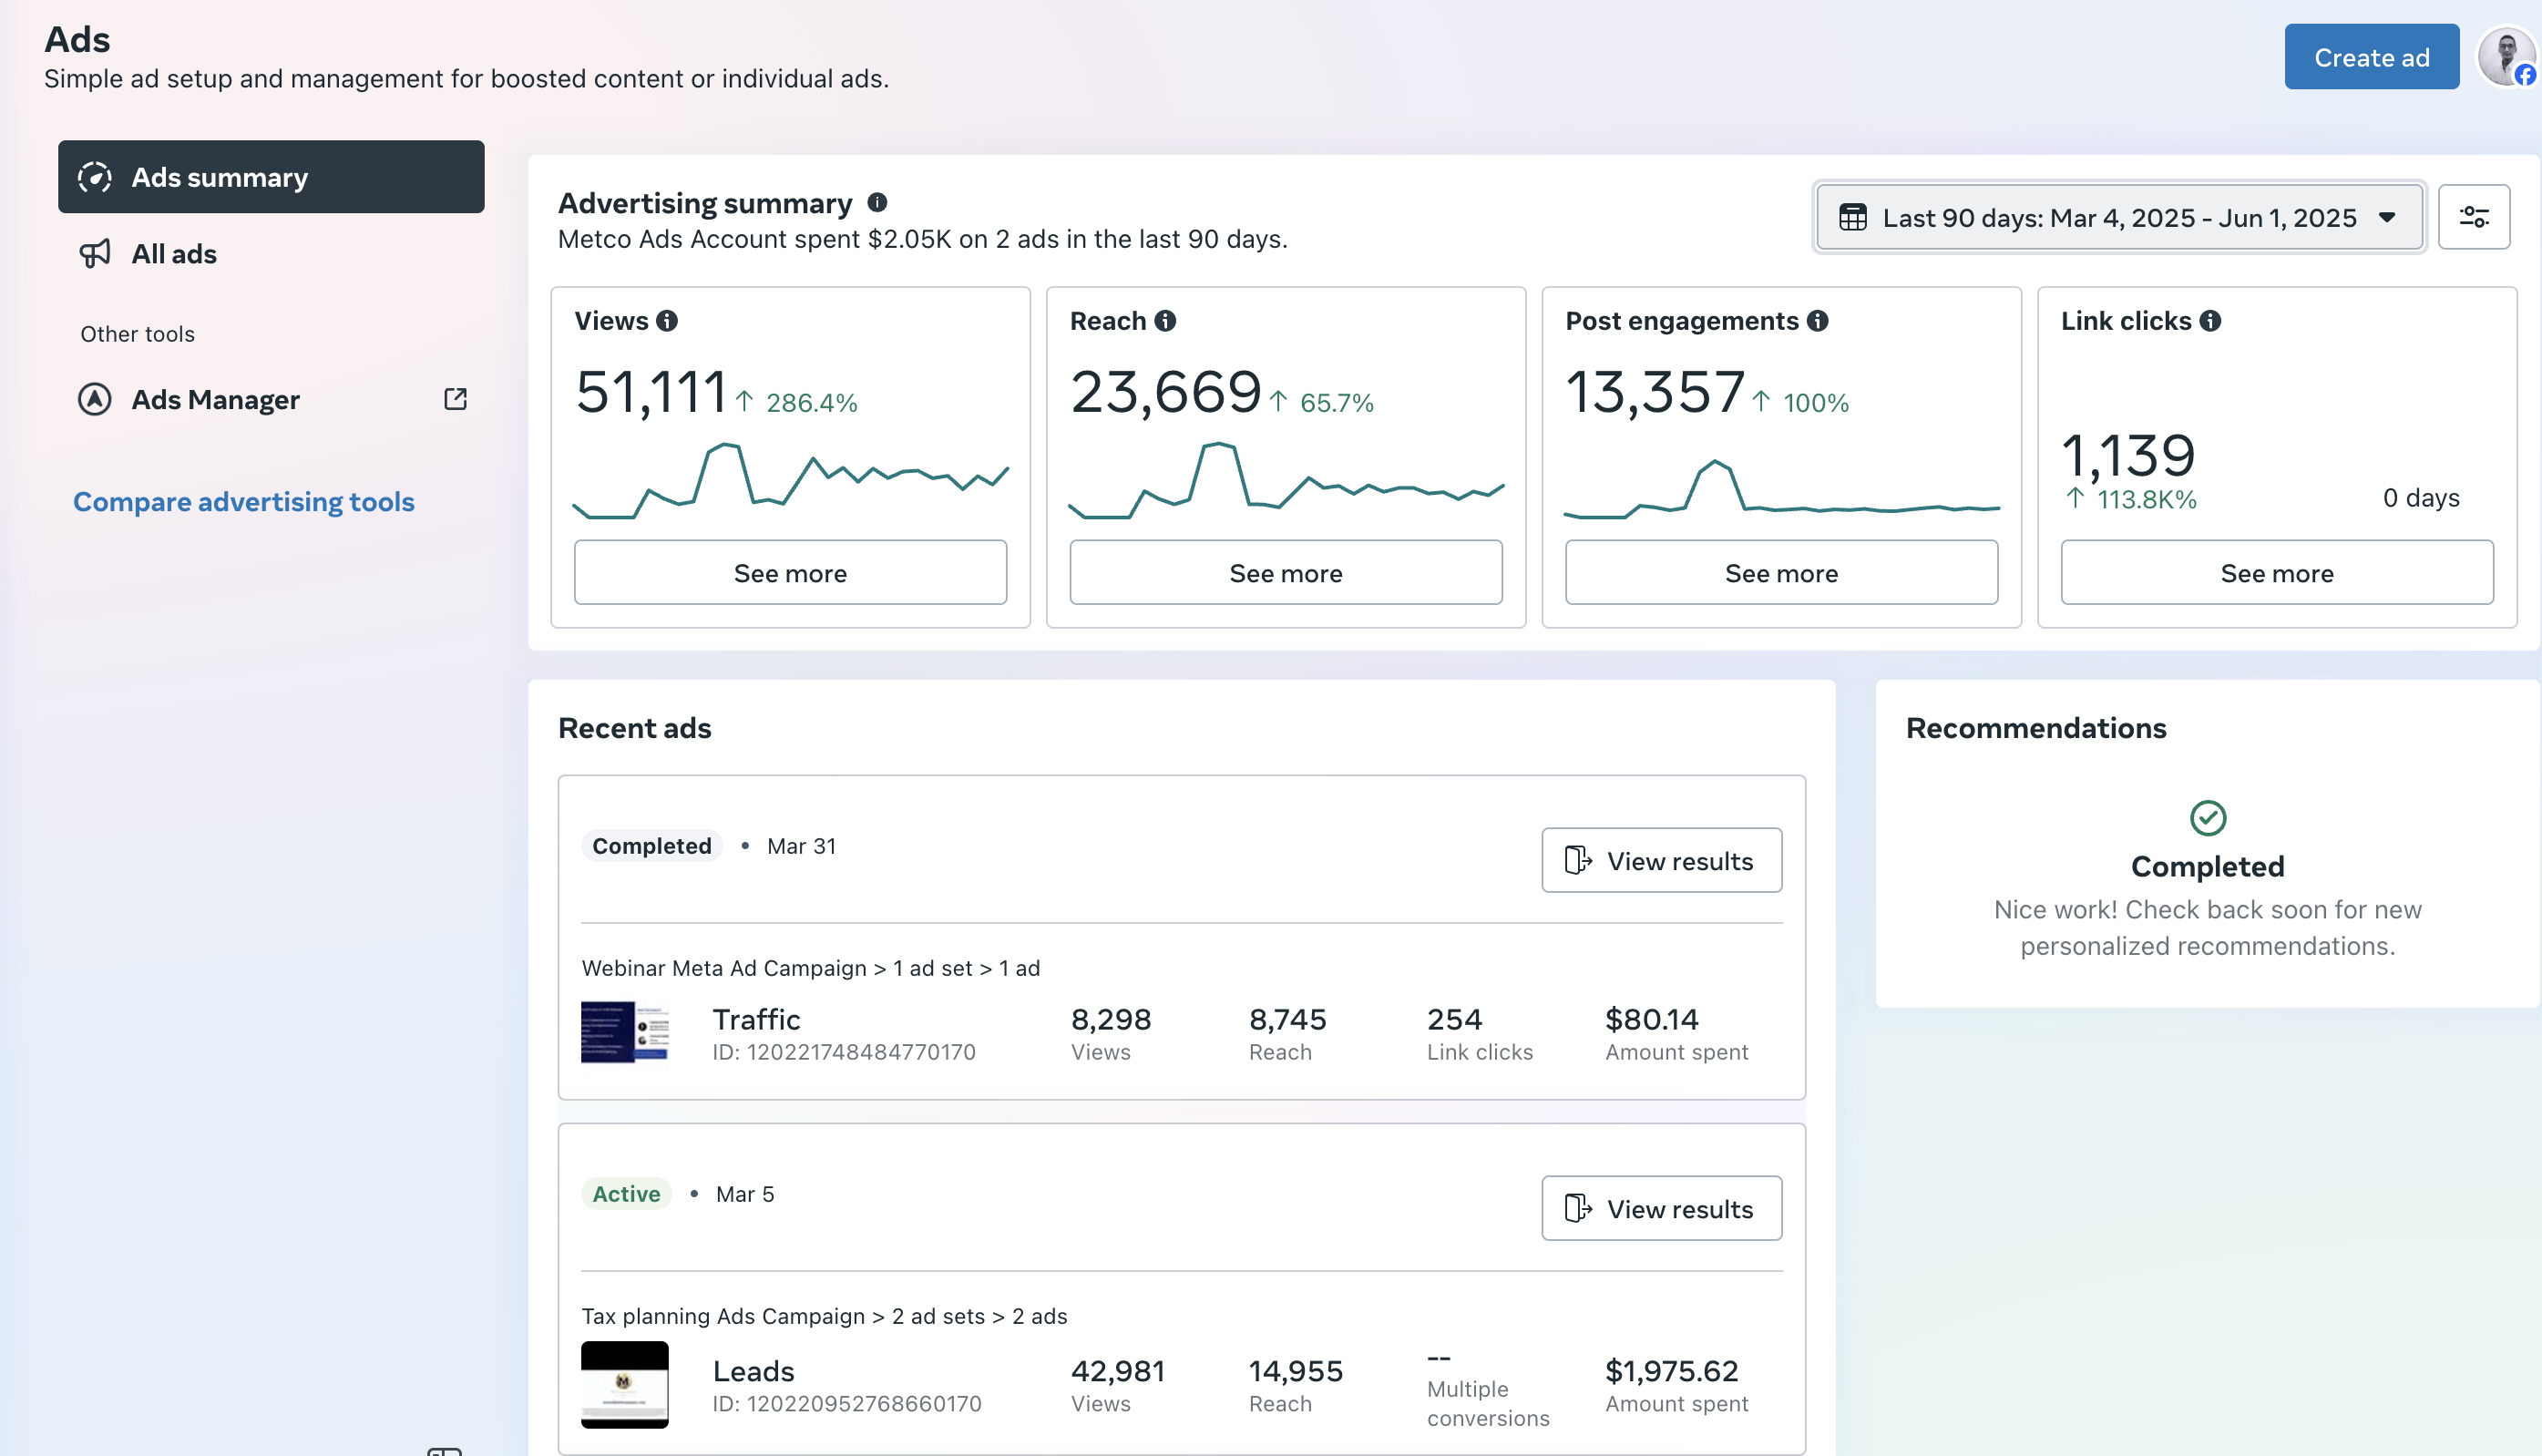 Ads
Simple ad setup and management for boosted content or individual ads.
Create ad
Ads summary
All ads
Other tools
Ads Manager
Compare advertising tools
Advertising summary
Metco Ads Account spent $2.05K on 2 ads in the last 90 days.
Last 90 days: Mar 4, 2025 - Jun 1, 2025
Views
51,111 ↑ 286.4%
See more
Reach
23,669 ↑ 65.7%
See more
Post engagements
13,357 ↑ 100%
See more
Link clicks
1,139
↑ 113.8K%
0 days
See more
Recent ads
Completed • Mar 31
View results
Webinar Meta Ad Campaign > 1 ad set > 1 ad
Traffic
ID: 120221748484770170
8,298
Views
8,745
Reach
254
Link clicks
$80.14
Amount spent
Active • Mar 5
View results
Tax planning Ads Campaign > 2 ad sets > 2 ads
Leads
ID: 120220952768660170
42,981
Views
14,955
Reach
--
Multiple
conversions
$1,975.62
Amount spent
Recommendations
Completed
Nice work! Check back soon for new
personalized recommendations.